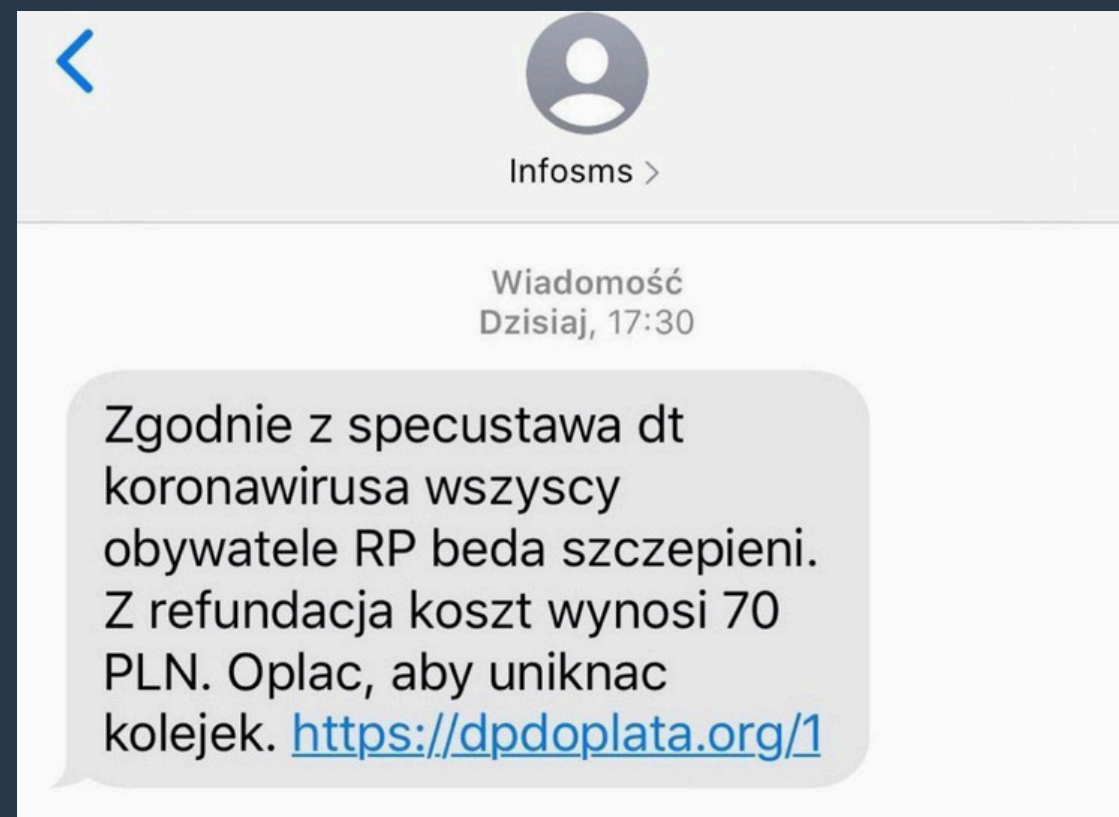 Infosms >
Wiadomość
Dzisiaj, 17:30
Zgodnie z specustawa dt
koronawirusa wszyscy
obywatele RP beda szczepieni.
Z refundacja koszt wynosi 70
PLN. Oplac, aby uniknac
kolejek. https://dpdoplata.org/1